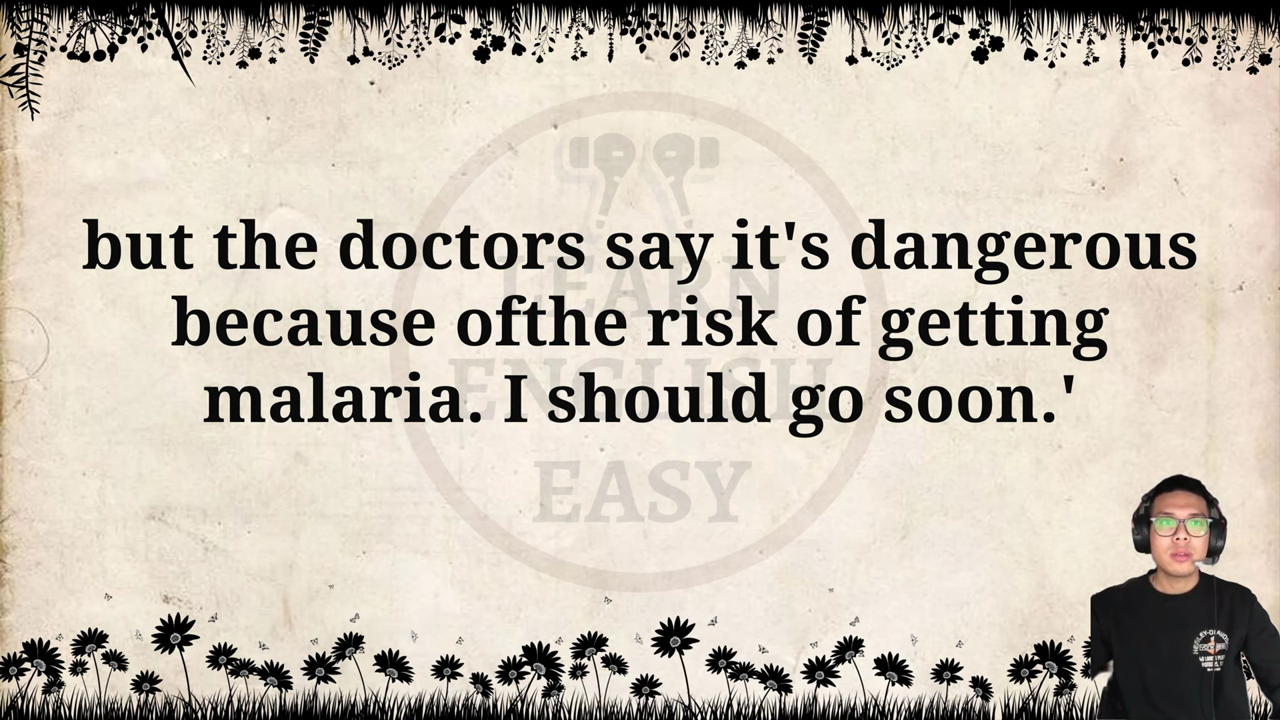 but the doctors say it's dangerous
because ofthe risk of getting
malaria. I should go soon.'
LEARN
ENGLISH
EASY